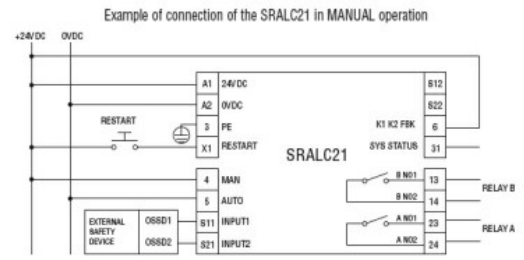 Example of connection of the SRALC21 in MANUAL operation
+24VDC 0VDC
A1 24VDC S12
A2 0VDC S22
RESTART 3 PE K1 K2 FBK 6
X1 RESTART SYS STATUS 31
SRALC21
4 MAN B NO1 13
RELAY B
5 AUTO B NO2 14
EXTERNAL SAFETY DEVICE
OSSD1 S11 INPUT1 A NO1 23
RELAY A
OSSD2 S21 INPUT2 A NO2 24